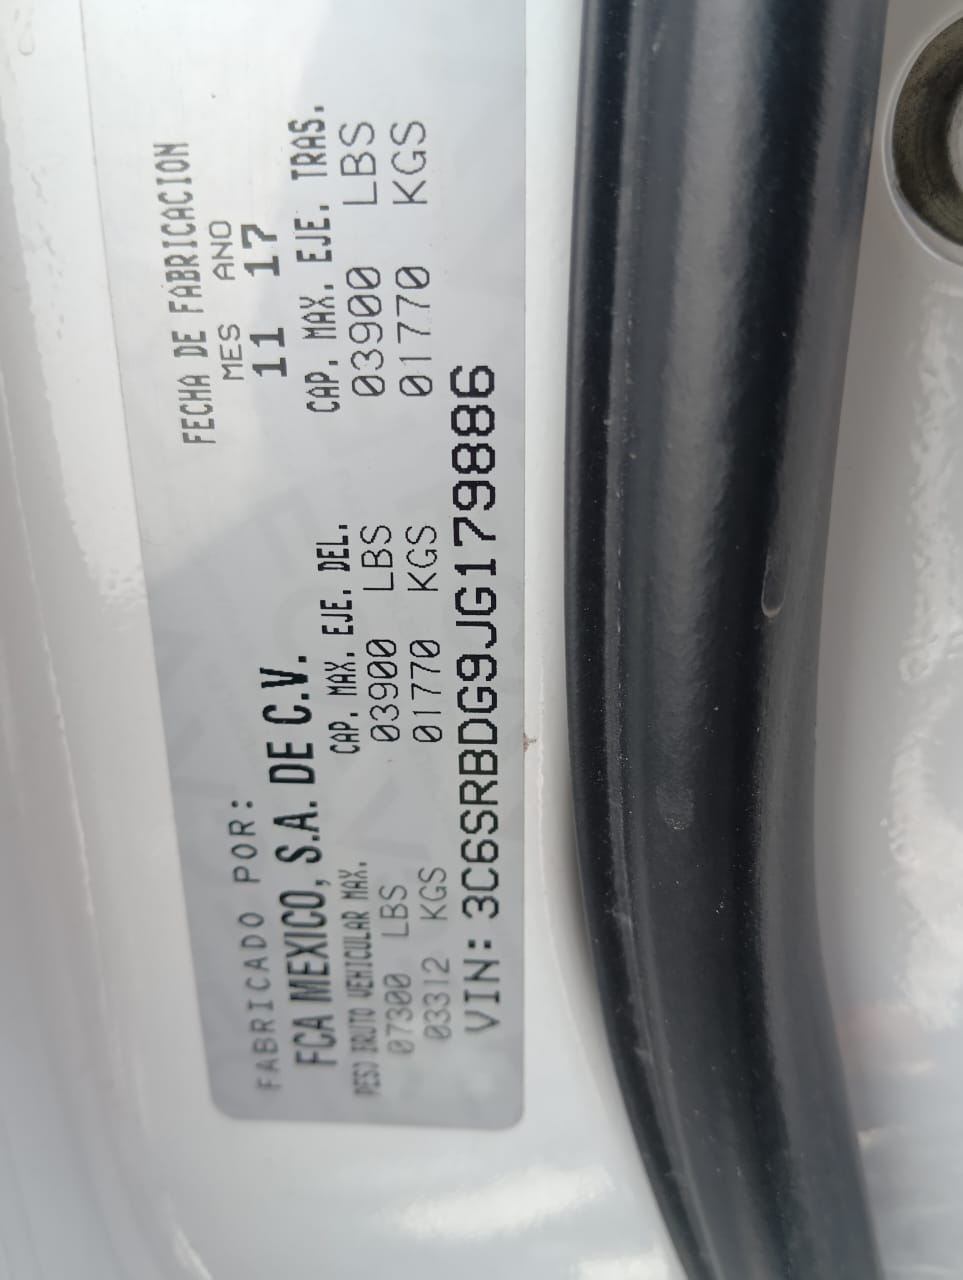 FABRICADO POR:
FCA MEXICO, S.A. DE C.V.
FECHA DE FABRICACION
MES ANO
11 17
PESO BRUTO VEHICULAR MAX.
07300 LBS
03312 KGS
CAP. MAX. EJE. DEL.
03900 LBS
01770 KGS
CAP. MAX. EJE. TRAS.
03900 LBS
01770 KGS
VIN: 3C6SRBDG9JG179886